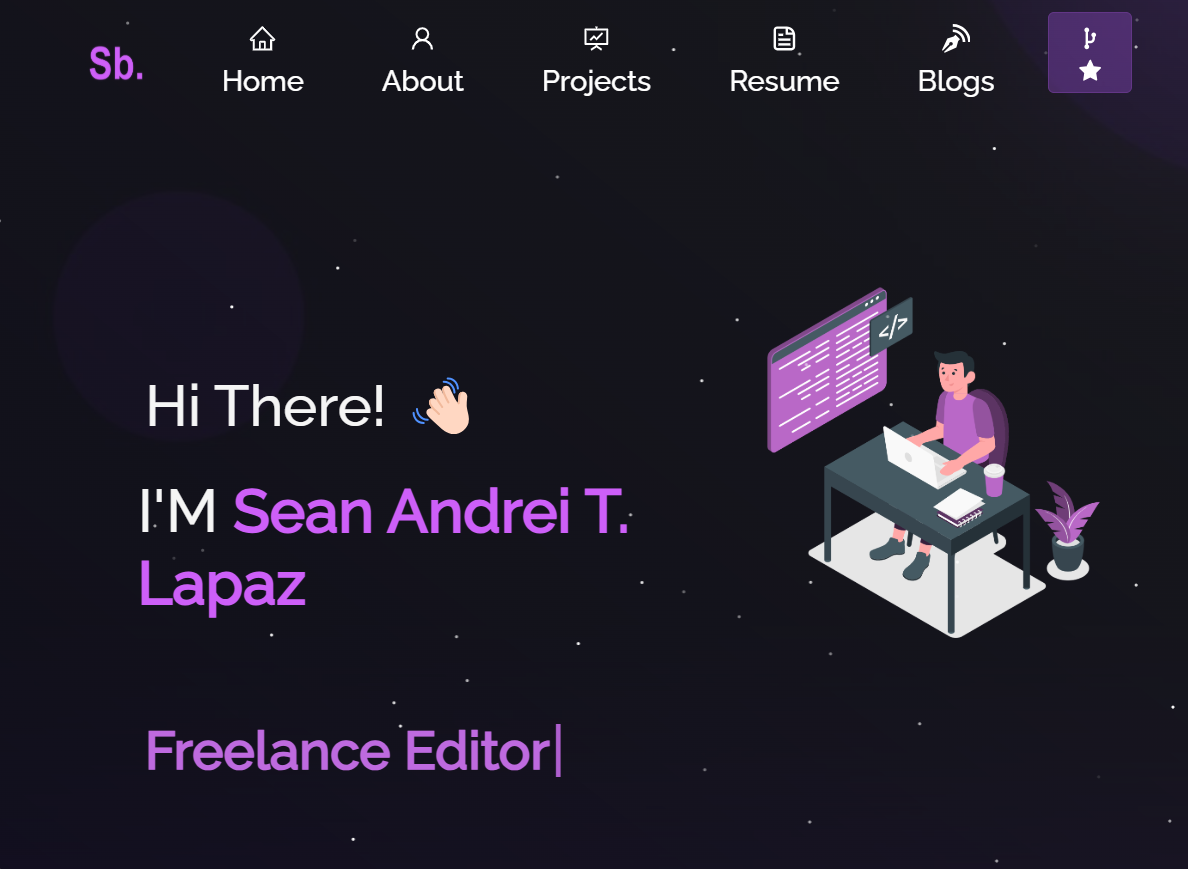 Sb.
Home About Projects Resume Blogs
</>
Hi There!
I'M Sean Andrei T.
Lapaz
Freelance Editor|